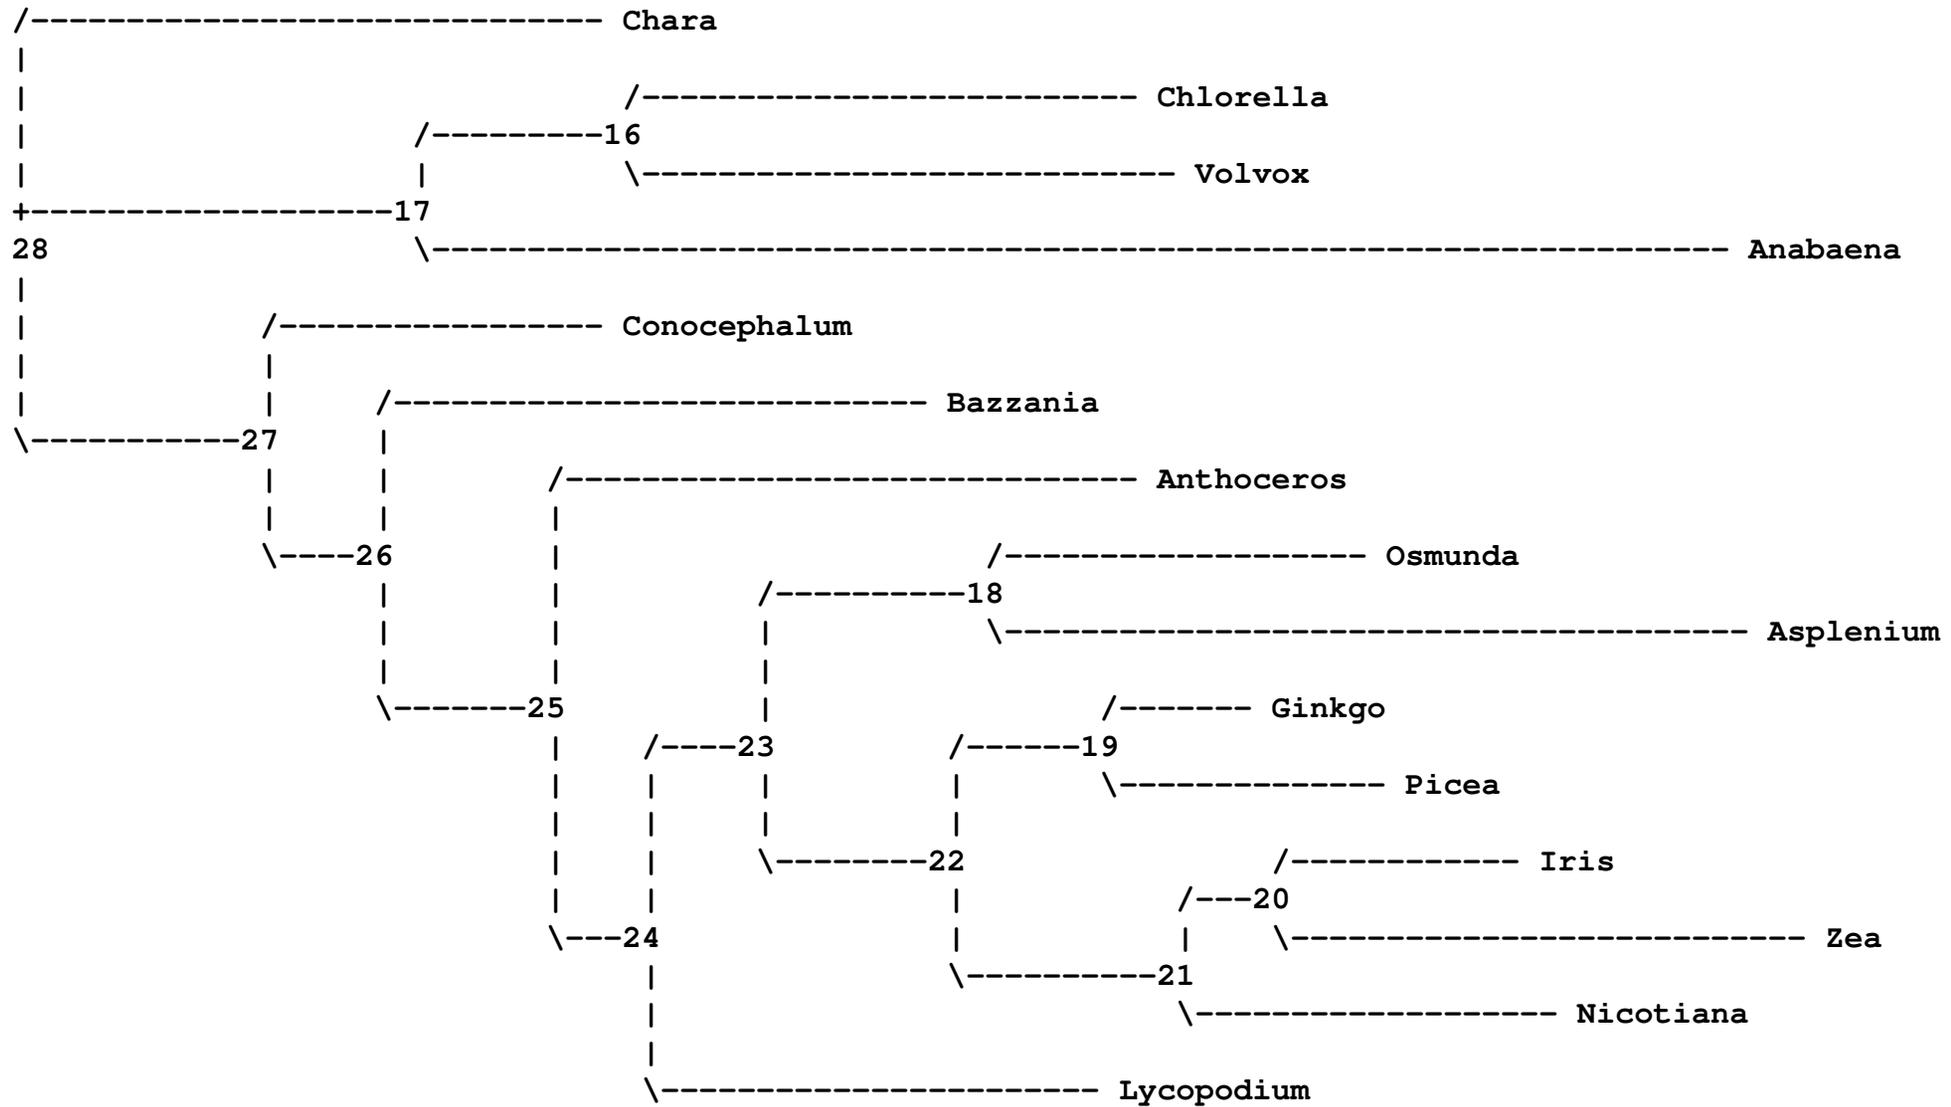 Chara
Chlorella
16
Volvox
17
28
Anabaena
Conocephalum
Bazzania
27
Anthoceros
26
Osmunda
18
Asplenium
25
Ginkgo
23
19
Picea
22
Iris
20
24
Zea
21
Nicotiana
Lycopodium